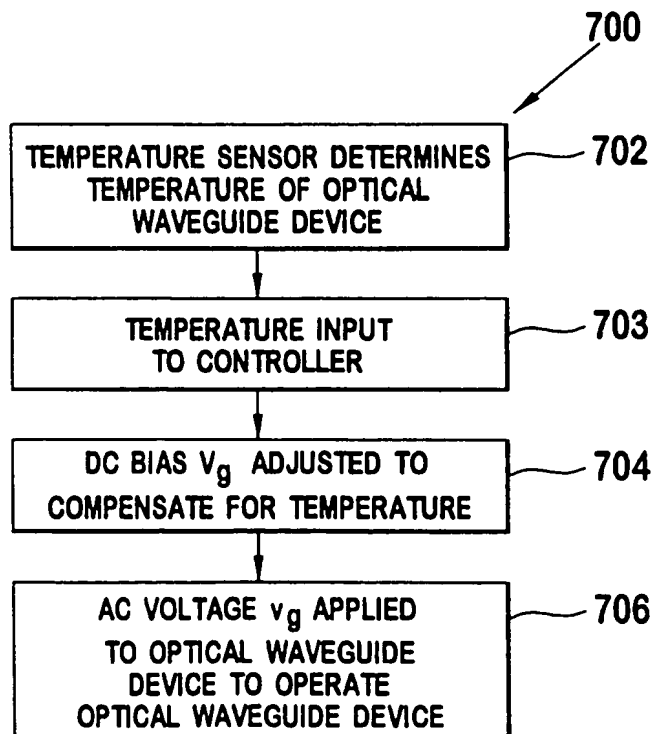 700
TEMPERATURE SENSOR DETERMINES
TEMPERATURE OF OPTICAL
WAVEGUIDE DEVICE
702
TEMPERATURE INPUT
TO CONTROLLER
703
DC BIAS Vg ADJUSTED TO
COMPENSATE FOR TEMPERATURE
704
AC VOLTAGE vg APPLIED
TO OPTICAL WAVEGUIDE
DEVICE TO OPERATE
OPTICAL WAVEGUIDE DEVICE
706